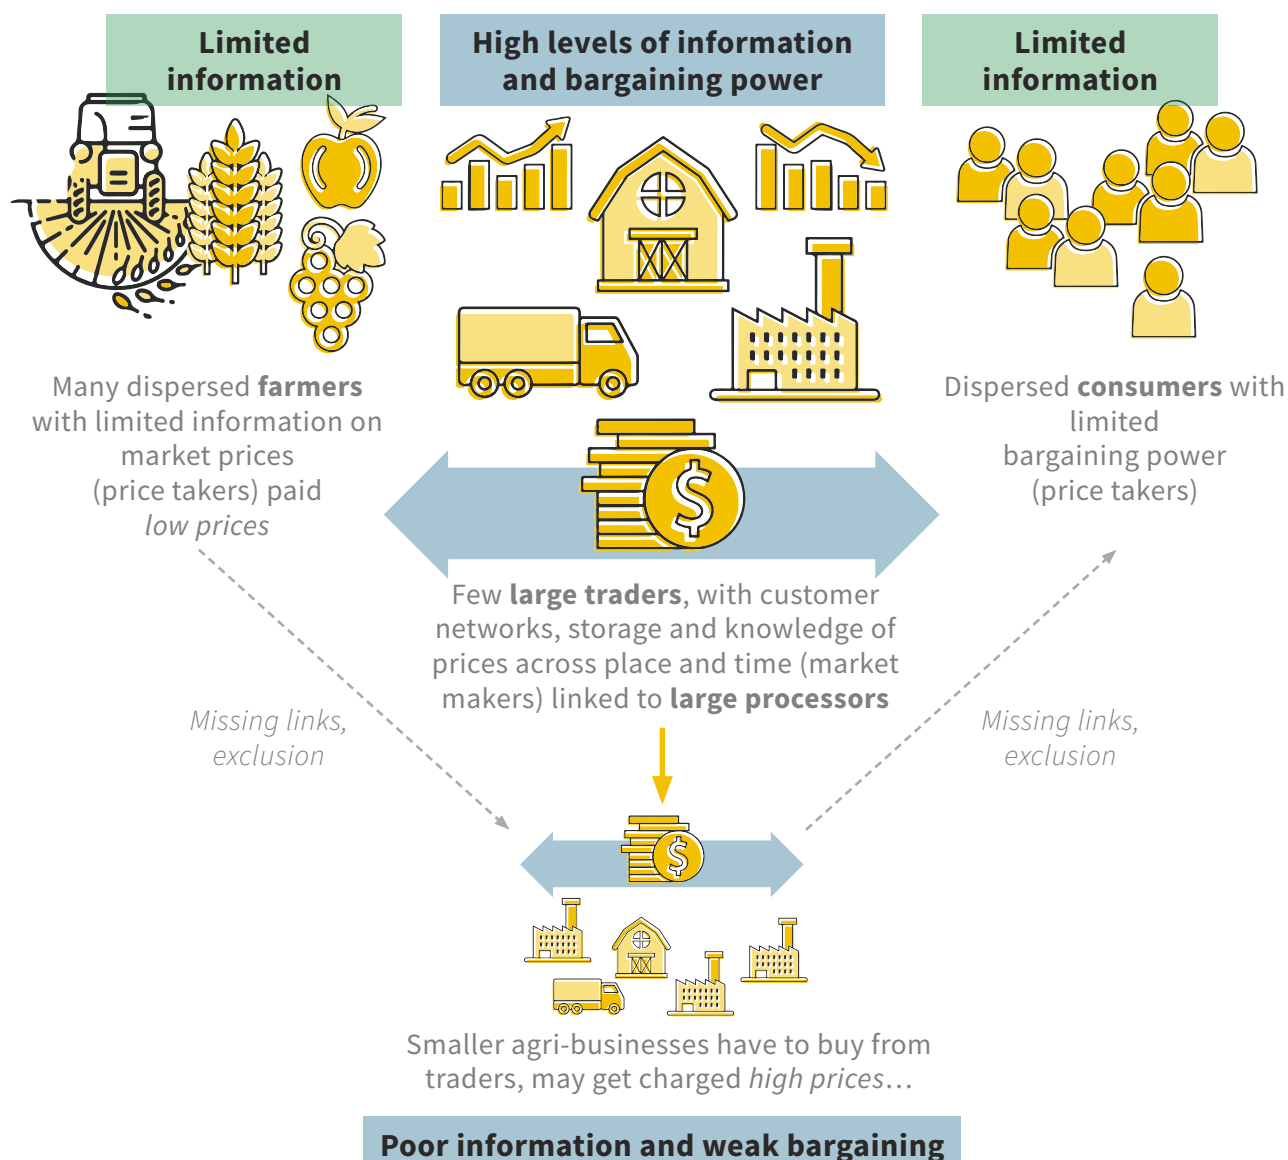 Limited
information
High levels of information
and bargaining power
Limited
information
Many dispersed farmers
with limited information on
market prices
(price takers) paid
low prices
$
Dispersed consumers with
limited
bargaining power
(price takers)
Few large traders, with customer
networks, storage and knowledge of
prices across place and time (market
makers) linked to large processors
Missing links,
exclusion
Missing links,
exclusion
$
Smaller agri-businesses have to buy from
traders, may get charged high prices…
Poor information and weak bargaining